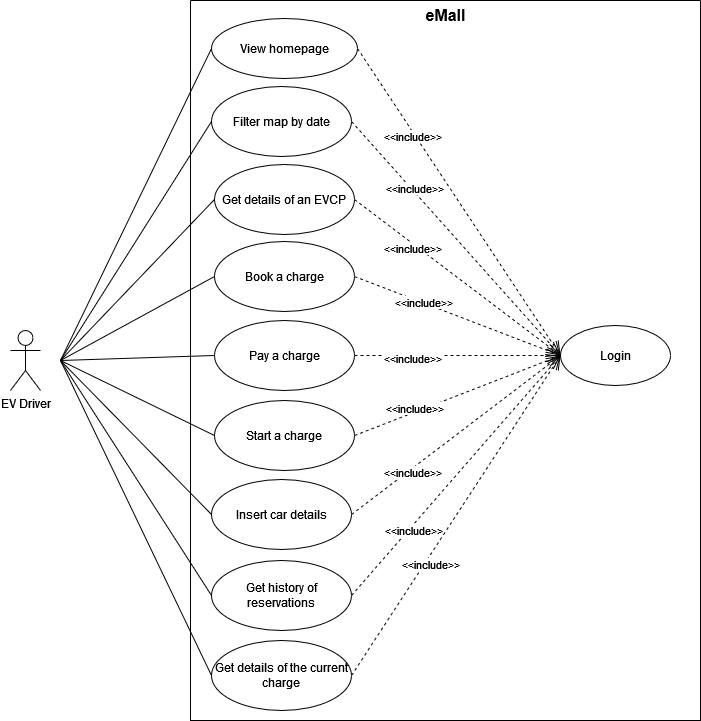 eMall
View homepage
Filter map by date
<<include>>
<<include>>
Get details of an EVCP
<<include>>
Book a charge
<<include>>
Pay a charge
<<include>>
Login
EV Driver
<<include>>
Start a charge
<<include>>
Insert car details
<<include>>
Get history of
reservations
<<include>>
Get details of the current
charge